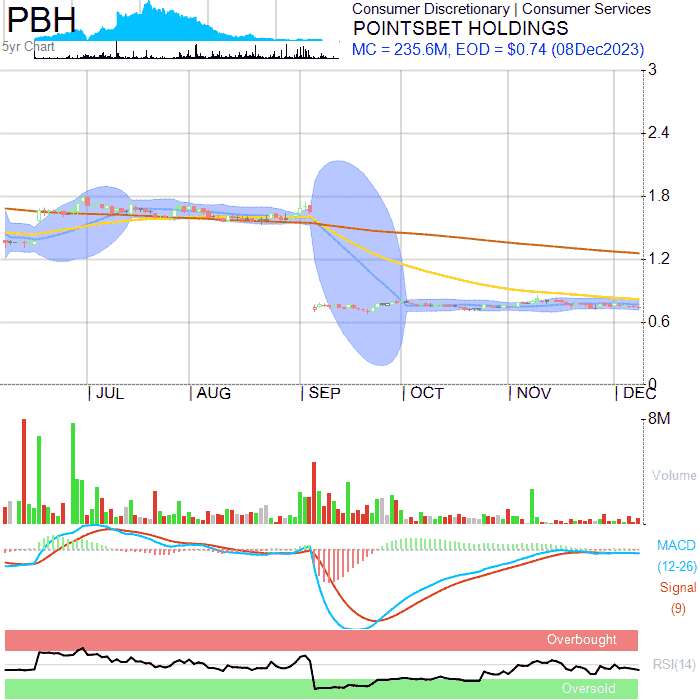 PBH
5yr Chart
Consumer Discretionary | Consumer Services
POINTSBET HOLDINGS
MC = 235.6M, EOD = $0.74 (08Dec2023)
3
2.4
1.8
1.2
0.6
0
JUL AUG SEP OCT NOV DEC
8M
Volume
MACD
(12-26)
Signal
(9)
Overbought
RSI(14)
Oversold